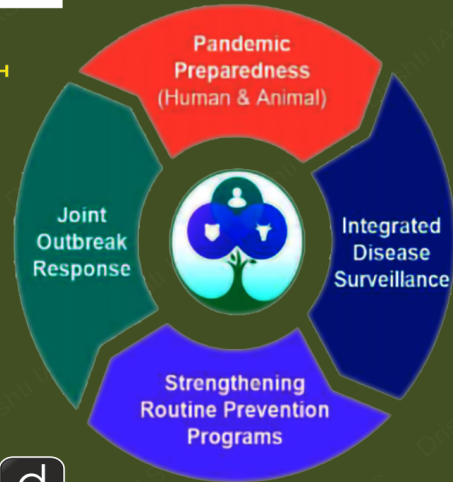 H
Pandemic
Preparedness
(Human & Animal)
Joint
Outbreak
Response
Integrated
Disease
Surveillance
Strengthening
Routine Prevention
Programs
d